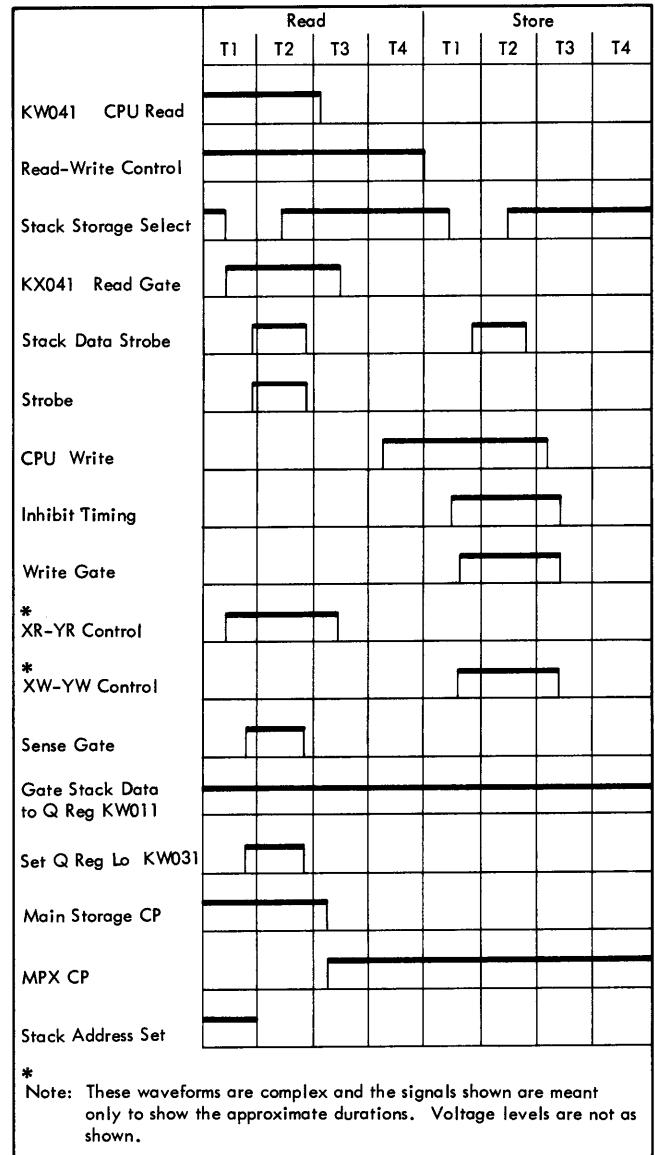 Read Store
T1 T2 T3 T4 T1 T2 T3 T4
KW041 CPU Read
Read-Write Control
Stack Storage Select
KX041 Read Gate
Stack Data Strobe
Strobe
CPU Write
Inhibit Timing
Write Gate
*
XR-YR Control
*
XW-YW Control
Sense Gate
Gate Stack Data
to Q Reg KW011
Set Q Reg Lo KW031
Main Storage CP
MPX CP
Stack Address Set
*
Note: These waveforms are complex and the signals shown are meant
only to show the approximate durations. Voltage levels are not as
shown.